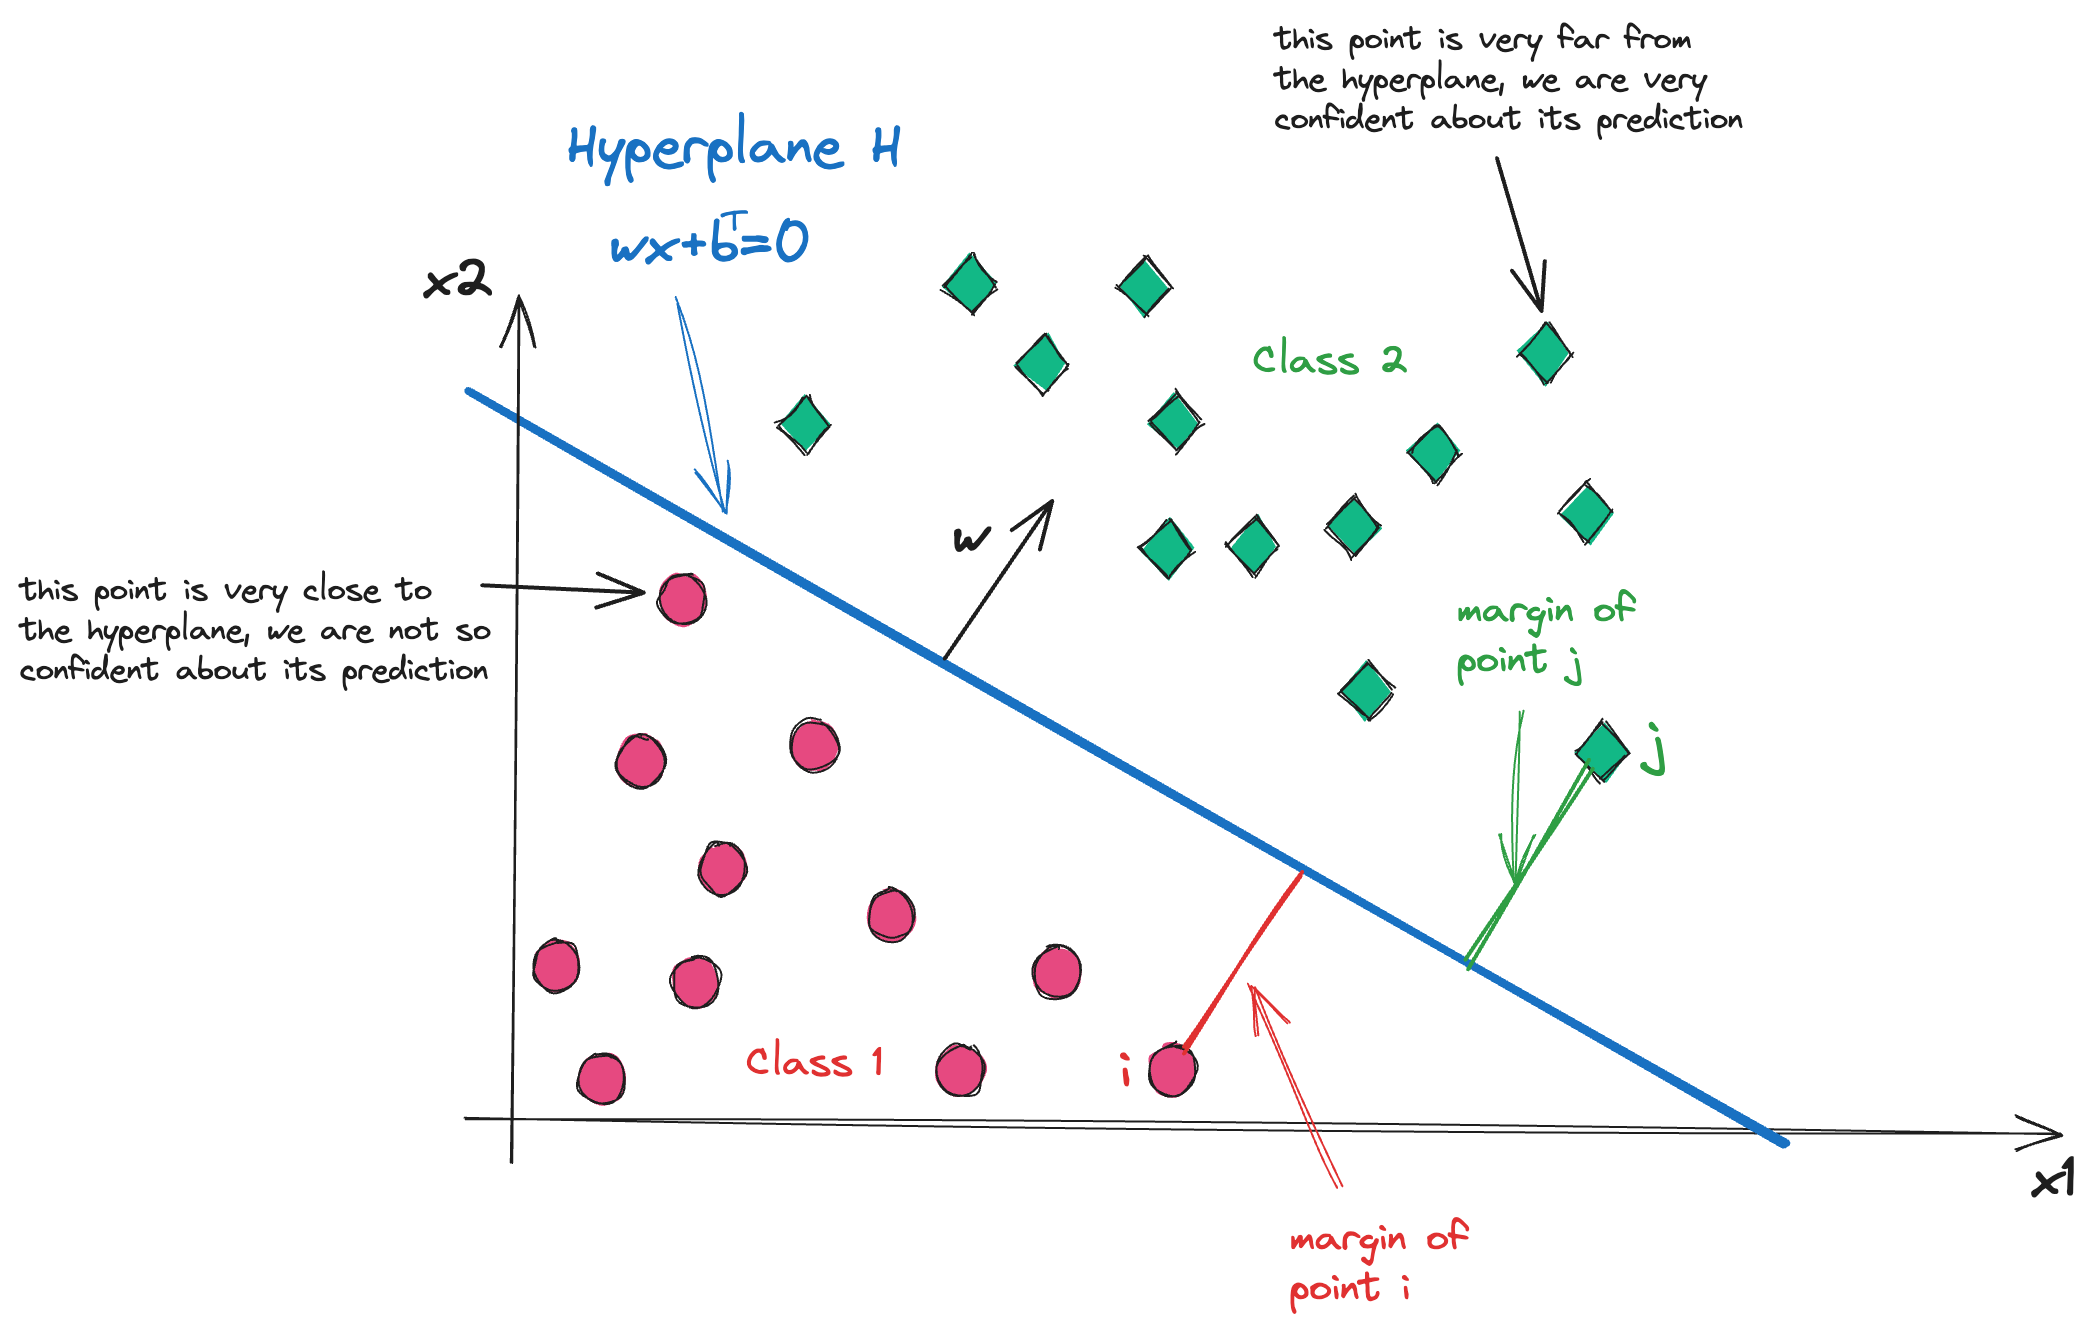 this point is very far from
the hyperplane, we are very
confident about its prediction
Hyperplane H
wx+b^T=0
x2
Class 2
w
this point is very close to
the hyperplane, we are not so
confident about its prediction
margin of
point j
j
Class 1
i
x1
margin of
point i